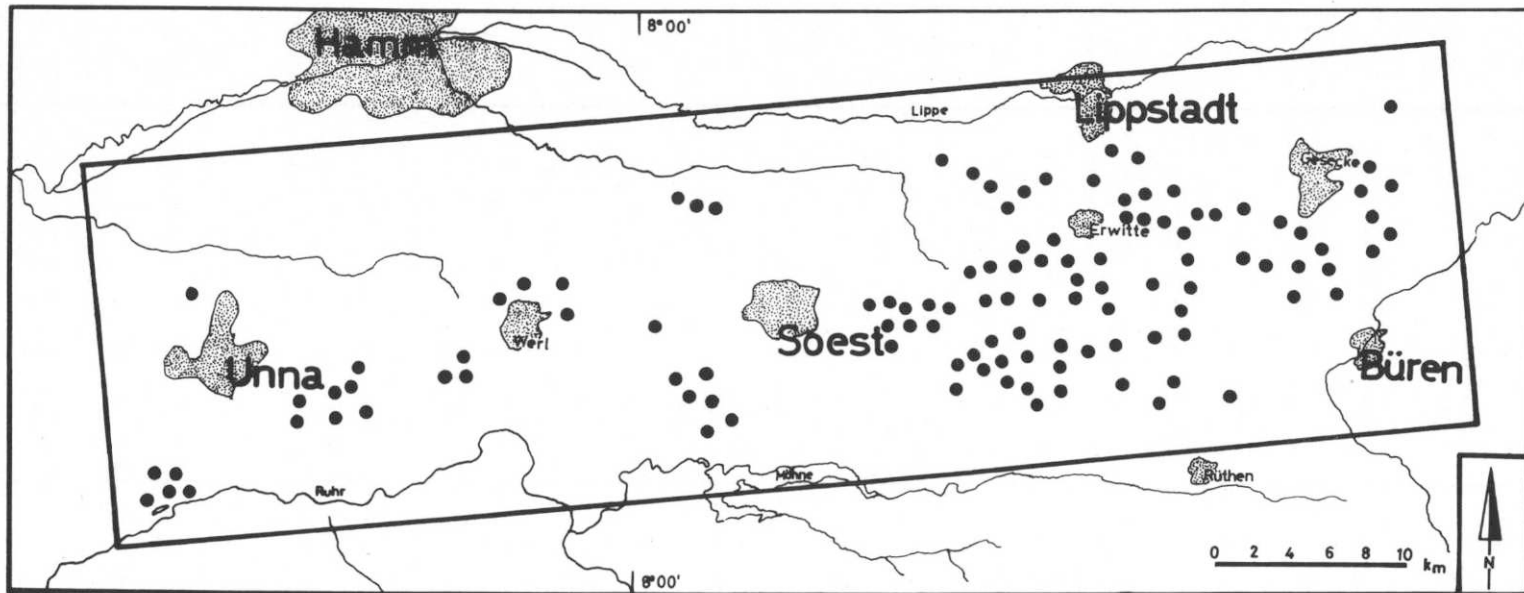 Hamm
8°00'
Lippe
Lippstadt
Geseke
Erwitte
Werl
Soest
Unna
Büren
Ruhr
Möhne
Rüthen
0 2 4 6 8 10 km
8°00'
N